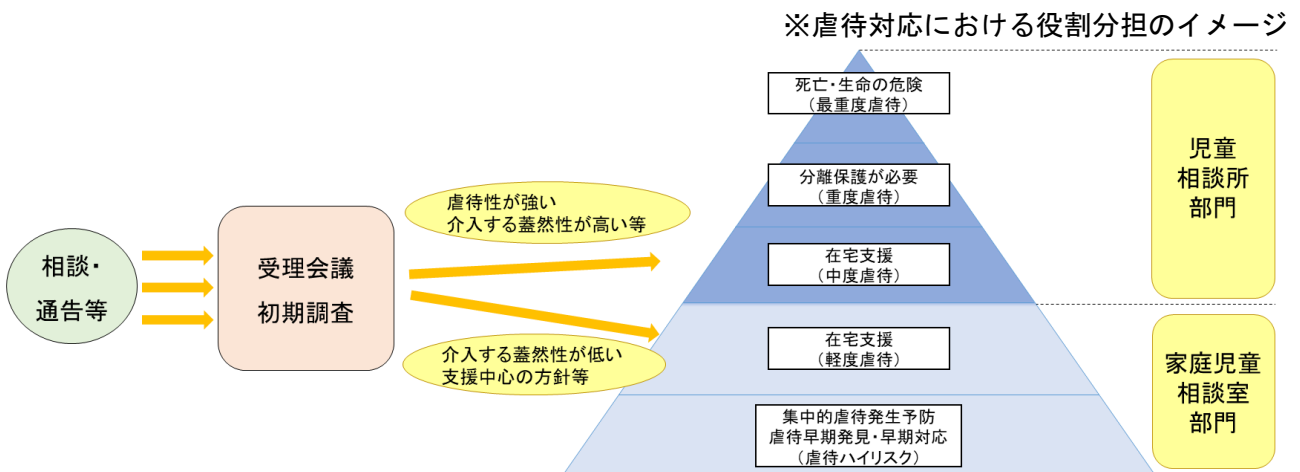 ※虐待対応における役割分担のイメージ
相談・
通告等
受理会議
初期調査
虐待性が強い
介入する蓋然性が高い等
介入する蓋然性が低い
支援中心の方針等
死亡・生命の危険
（最重度虐待）
分離保護が必要
（重度虐待）
在宅支援
（中度虐待）
在宅支援
（軽度虐待）
集中的虐待発生予防
虐待早期発見・早期対応
（虐待ハイリスク）
児童
相談所
部門
家庭児童
相談室
部門